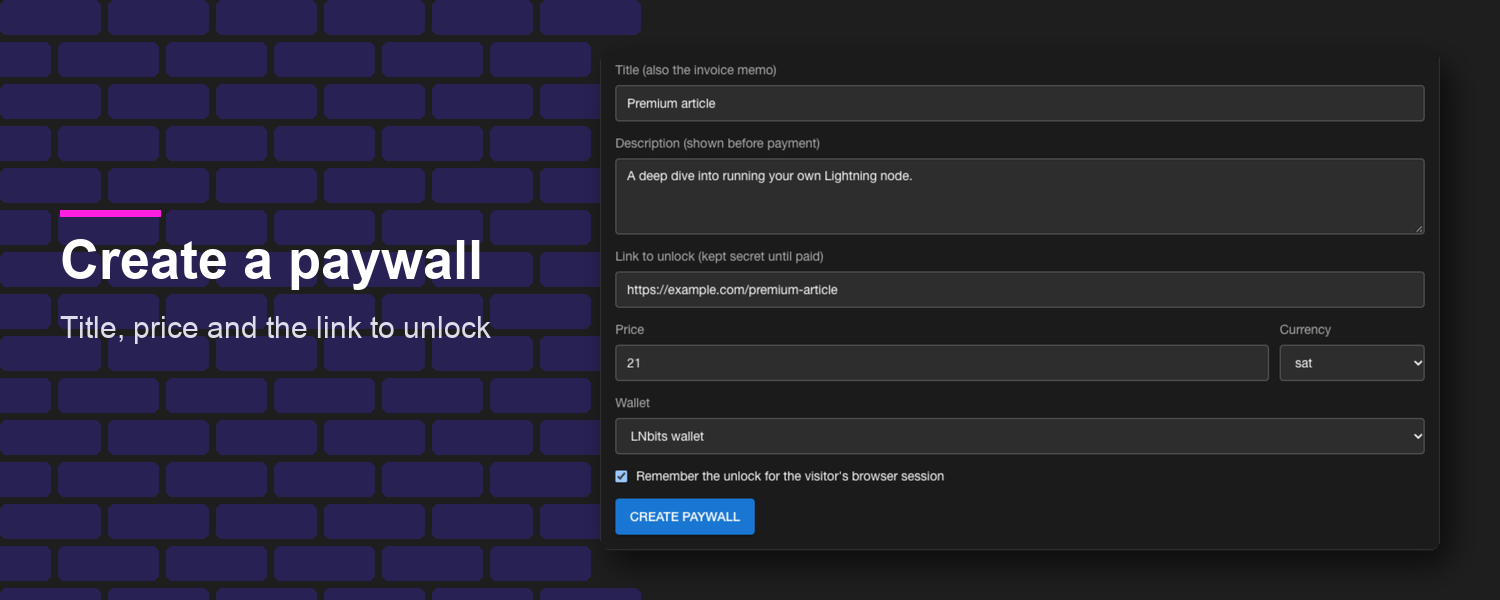 Create a paywall
Title, price and the link to unlock
Title (also the invoice memo)
Premium article
Description (shown before payment)
A deep dive into running your own Lightning node.
Link to unlock (kept secret until paid)
https://example.com/premium-article
Price
Currency
21
sat
Wallet
LNbits wallet
Remember the unlock for the visitor's browser session
CREATE PAYWALL